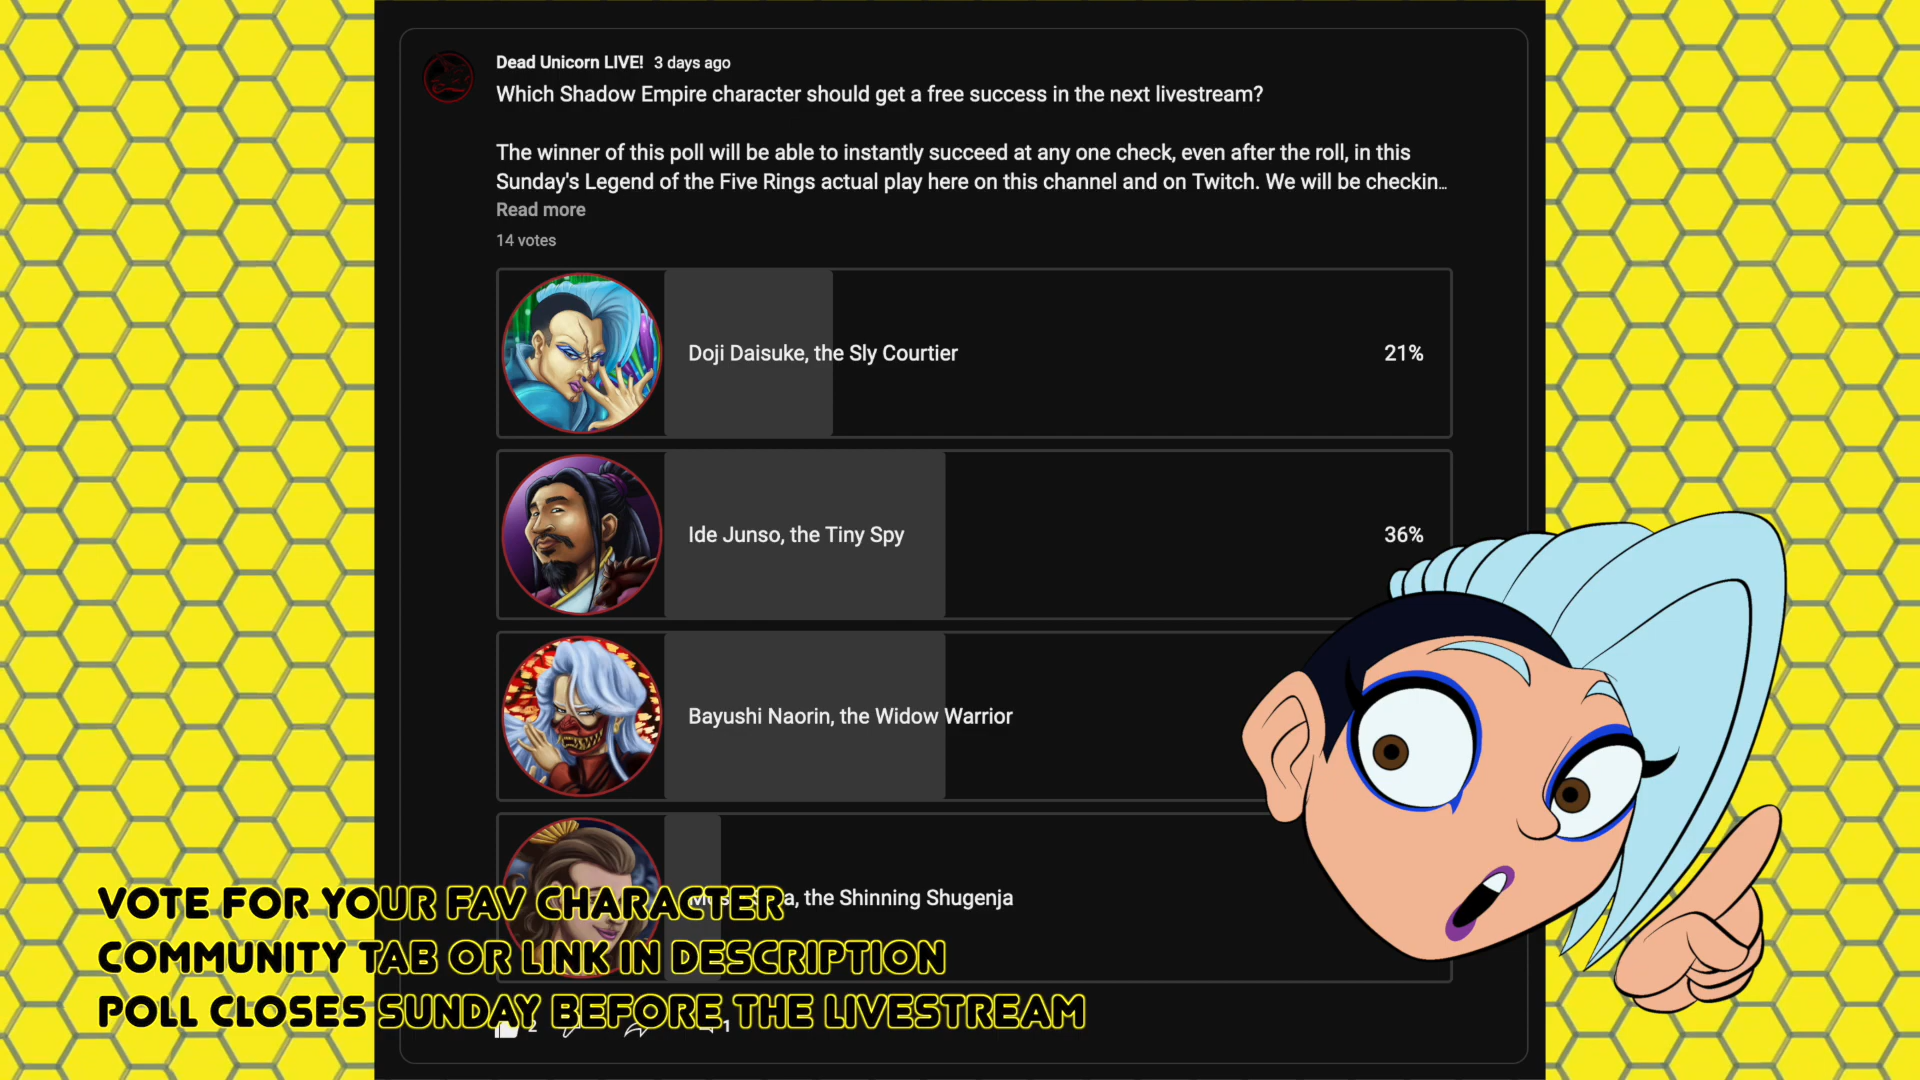 Dead Unicorn LIVE! 3 days ago
Which Shadow Empire character should get a free success in the next livestream?
The winner of this poll will be able to instantly succeed at any one check, even after the roll, in this
Sunday's Legend of the Five Rings actual play here on this channel and on Twitch. We will be checkin...
Read more
14 votes
Doji Daisuke, the Sly Courtier 21%
Ide Junso, the Tiny Spy 36%
Bayushi Naorin, the Widow Warrior
the Shinning Shugenja
VOTE FOR YOUR FAV CHARACTER
COMMUNITY TAB OR LINK IN DESCRIPTION
POLL CLOSES SUNDAY BEFORE THE LIVESTREAM
2 1